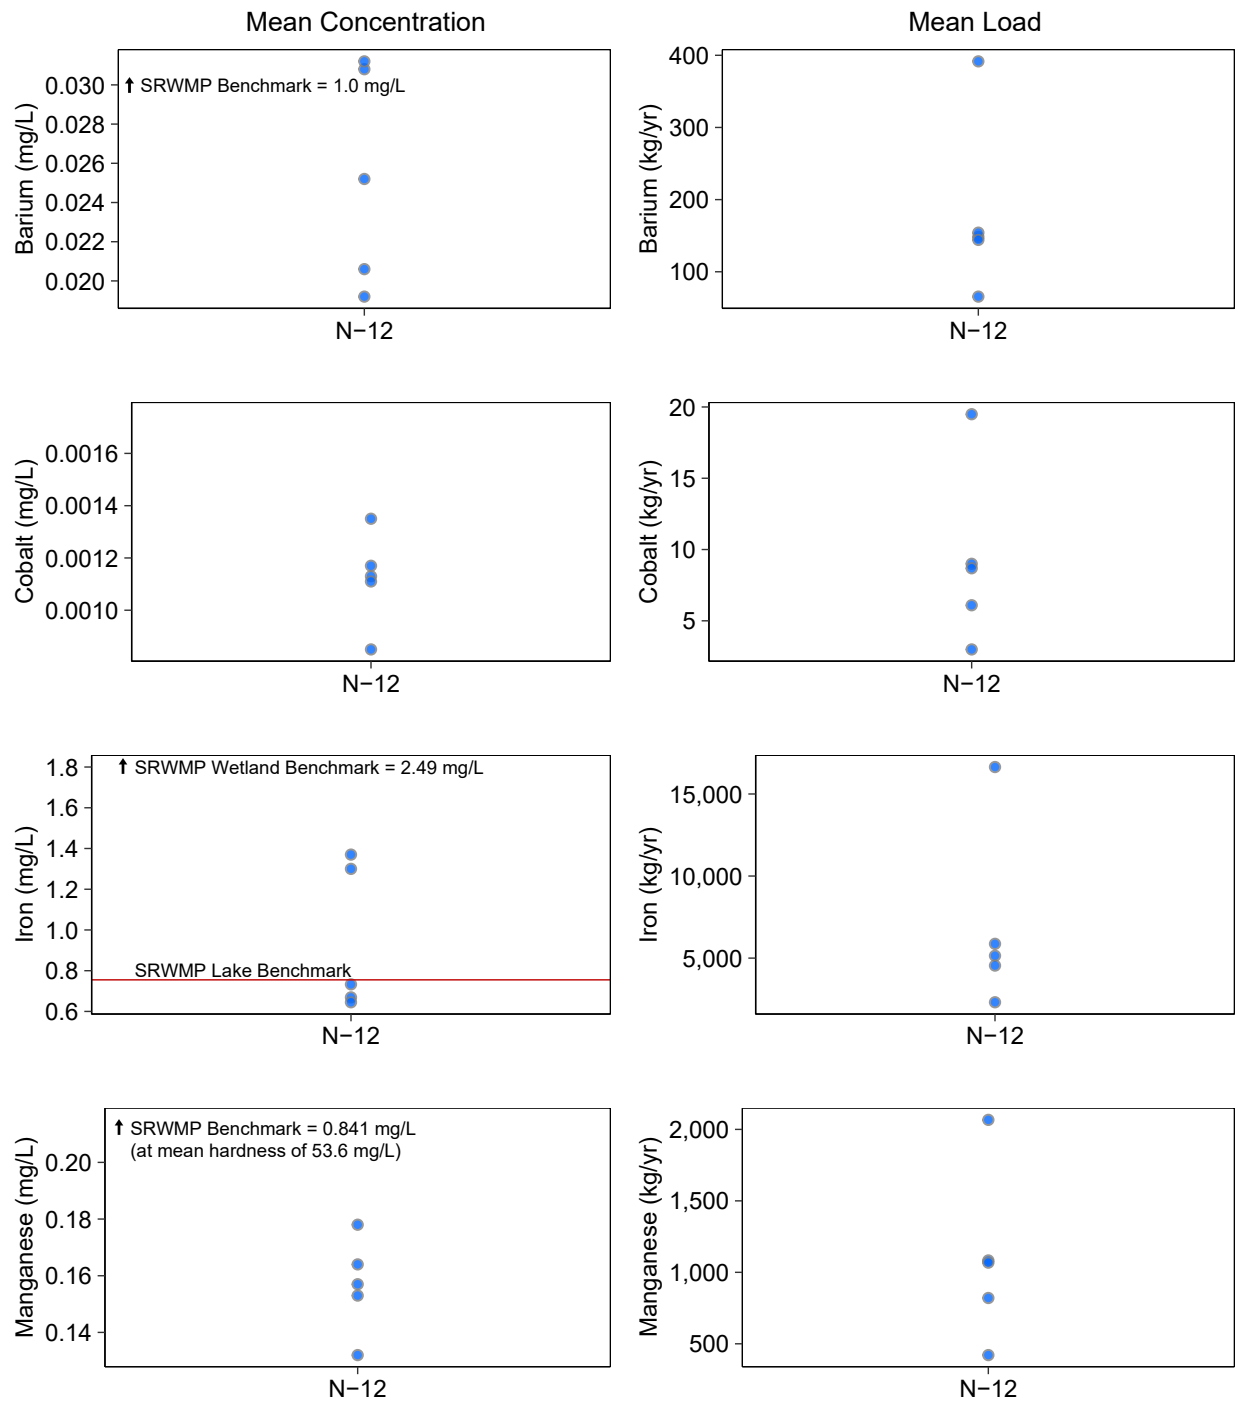 Mean Concentration
Mean Load
Barium (mg/L)
0.030
0.028
0.026
0.024
0.022
0.020
↑ SRWMP Benchmark = 1.0 mg/L
N−12
Barium (kg/yr)
400
300
200
100
N−12
Cobalt (mg/L)
0.0016
0.0014
0.0012
0.0010
N−12
Cobalt (kg/yr)
20
15
10
5
N−12
Iron (mg/L)
1.8
1.6
1.4
1.2
1.0
0.8
0.6
↑ SRWMP Wetland Benchmark = 2.49 mg/L
SRWMP Lake Benchmark
N−12
Iron (kg/yr)
15,000
10,000
5,000
N−12
Manganese (mg/L)
0.20
0.18
0.16
0.14
↑ SRWMP Benchmark = 0.841 mg/L
(at mean hardness of 53.6 mg/L)
N−12
Manganese (kg/yr)
2,000
1,500
1,000
500
N−12